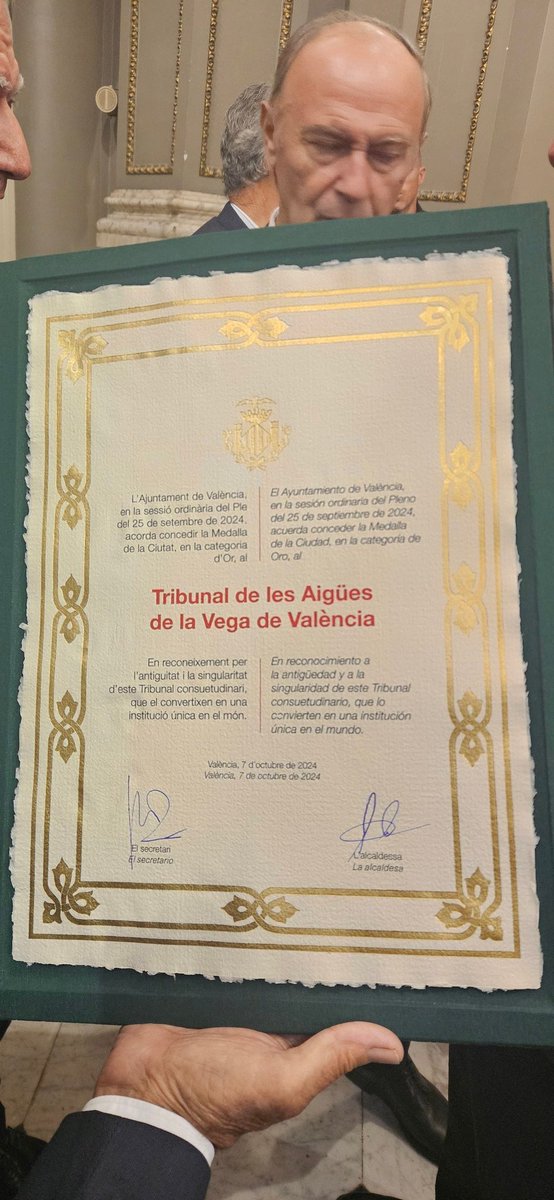 L'Ajuntament de València,
en la sessió ordinària del Ple
del 25 de setembre de 2024,
acorda concedir la Medalla
de la Ciutat, en la categoria
d'Or, al
El Ayuntamiento de València,
en la sesión ordinaria del Pleno
del 25 de septiembre de 2024,
acuerda conceder la Medalla
de la Ciudad, en la categoría de
Oro, al
Tribunal de les Aigües
de la Vega de València
En reconeixement per
l'antiguitat i la singularitat
d'este Tribunal consuetudinari,
que el convertixen en una
institució única en el món.
En reconocimiento a
la antigüedad y a la
singularidad de este Tribunal
consuetudinario, que lo
convierten en una institución
única en el mundo.
València, 7 d'octubre de 2024
València, 7 de octubre de 2024
El secretari
El secretario
L'alcaldessa
La alcaldesa